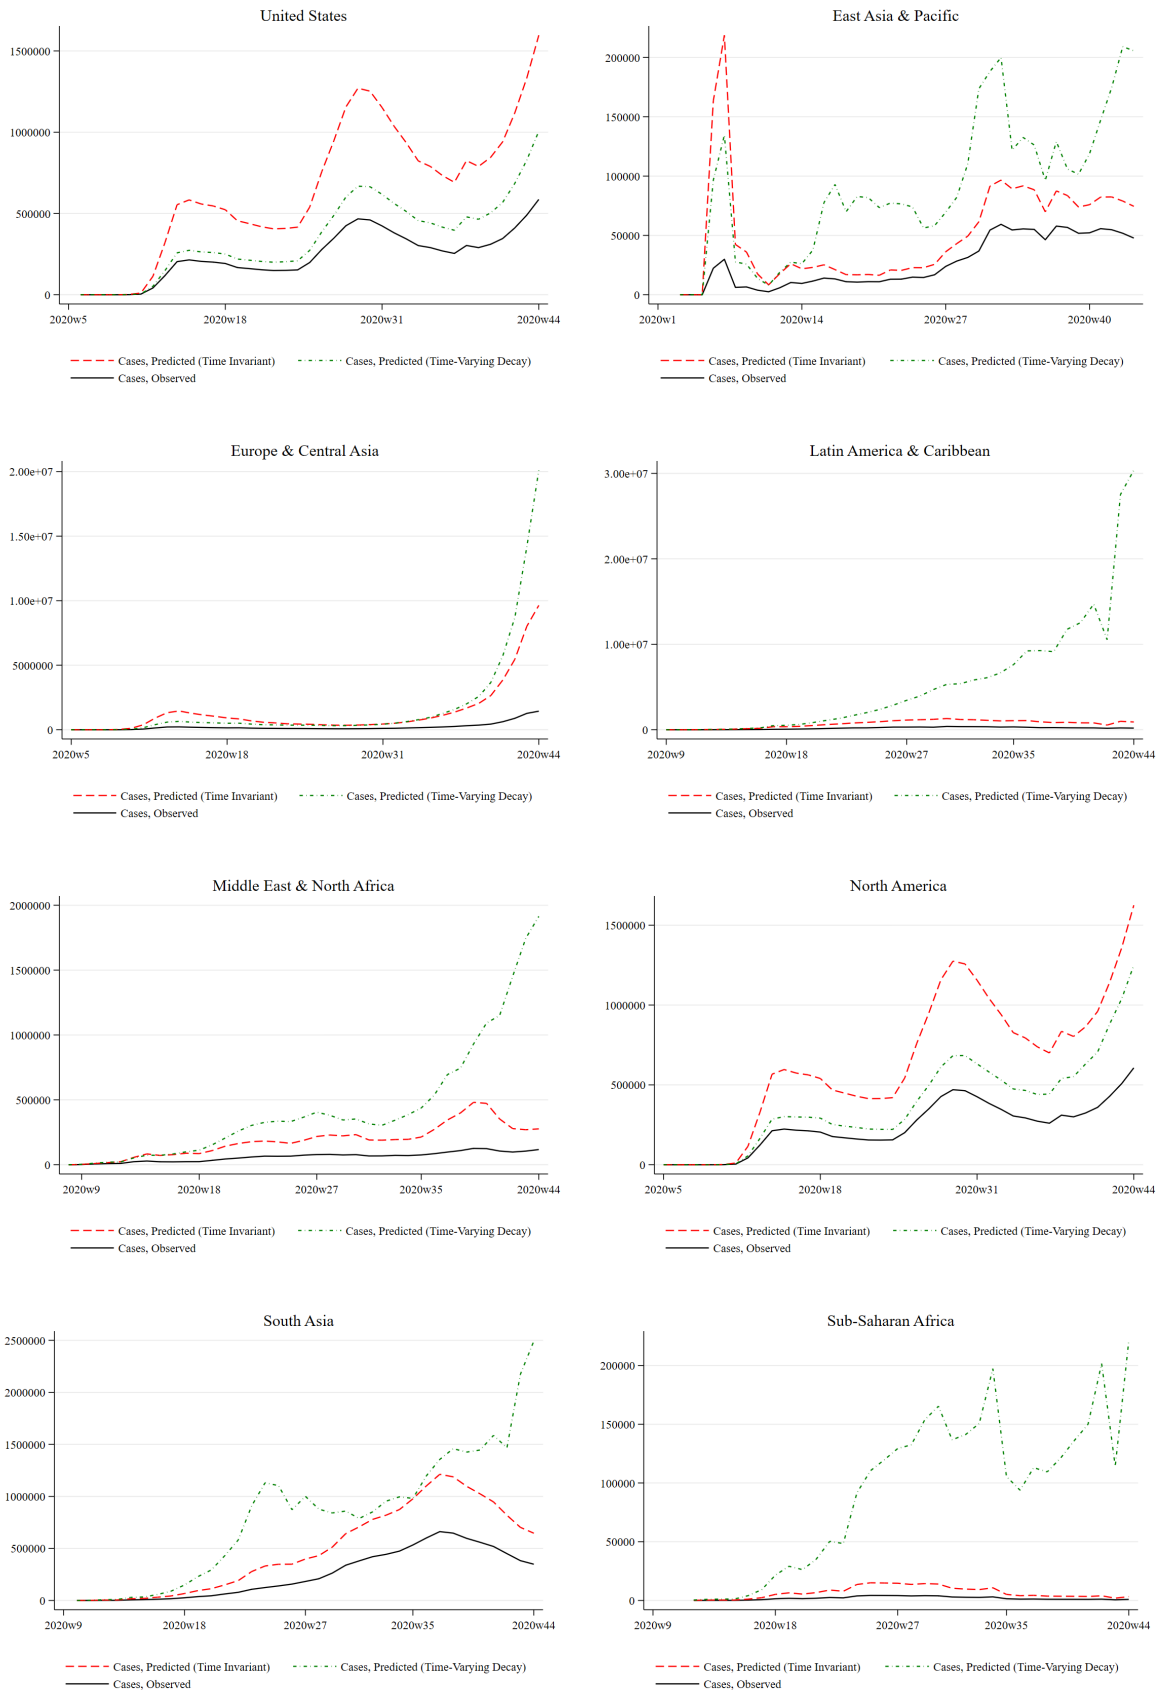 United States
1500000
1000000
500000
0
2020w5 2020w18 2020w31 2020w44
Cases, Predicted (Time Invariant) Cases, Predicted (Time-Varying Decay)
Cases, Observed
East Asia & Pacific
200000
150000
100000
50000
0
2020w1 2020w14 2020w27 2020w40
Cases, Predicted (Time Invariant) Cases, Predicted (Time-Varying Decay)
Cases, Observed
Europe & Central Asia
2.00e+07
1.50e+07
1.00e+07
5000000
0
2020w5 2020w18 2020w31 2020w44
Cases, Predicted (Time Invariant) Cases, Predicted (Time-Varying Decay)
Cases, Observed
Latin America & Caribbean
3.00e+07
2.00e+07
1.00e+07
0
2020w9 2020w18 2020w27 2020w35 2020w44
Cases, Predicted (Time Invariant) Cases, Predicted (Time-Varying Decay)
Cases, Observed
Middle East & North Africa
2000000
1500000
1000000
500000
0
2020w9 2020w18 2020w27 2020w35 2020w44
Cases, Predicted (Time Invariant) Cases, Predicted (Time-Varying Decay)
Cases, Observed
North America
1500000
1000000
500000
0
2020w5 2020w18 2020w31 2020w44
Cases, Predicted (Time Invariant) Cases, Predicted (Time-Varying Decay)
Cases, Observed
South Asia
2500000
2000000
1500000
1000000
500000
0
2020w9 2020w18 2020w27 2020w35 2020w44
Cases, Predicted (Time Invariant) Cases, Predicted (Time-Varying Decay)
Cases, Observed
Sub-Saharan Africa
200000
150000
100000
50000
0
2020w9 2020w18 2020w27 2020w35 2020w44
Cases, Predicted (Time Invariant) Cases, Predicted (Time-Varying Decay)
Cases, Observed